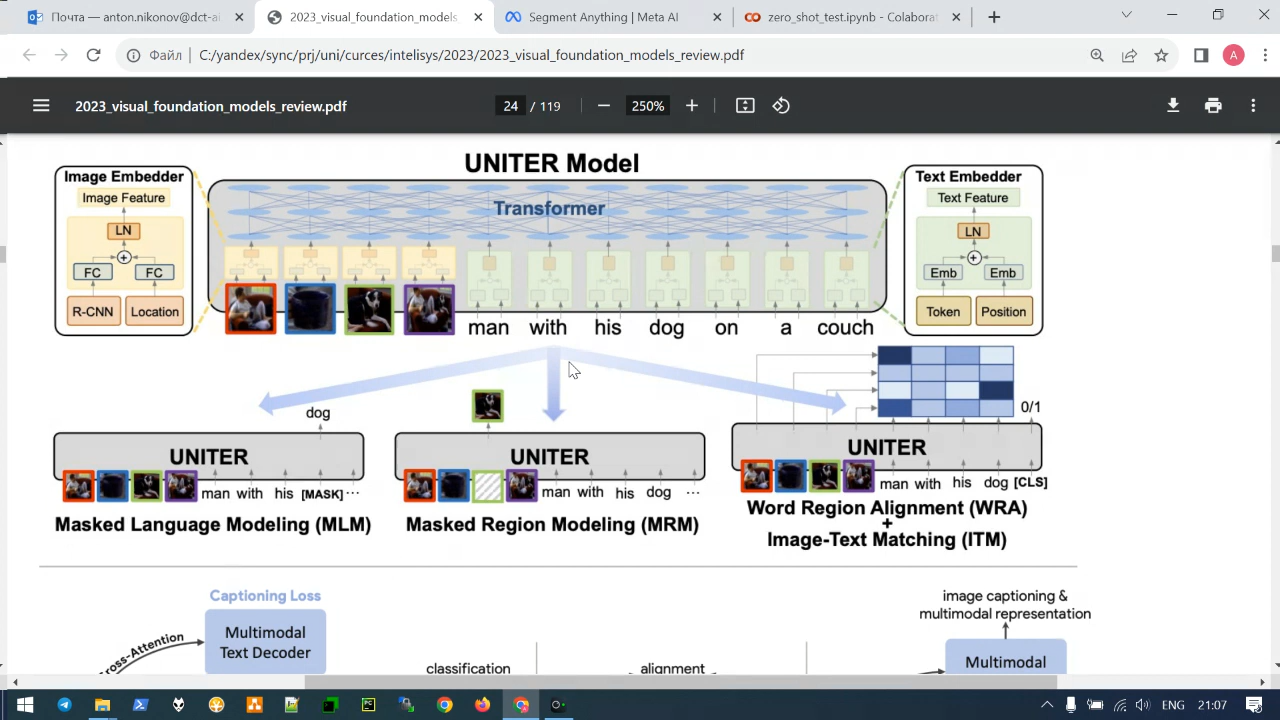 Почта — anton.nikonov@dct-ai
2023_visual_foundation_models
Segment Anything | Meta AI
zero_shot_test.ipynb - Colaborat
Файл
C:/yandex/sync/prj/uni/curces/intelisys/2023/2023_visual_foundation_models_review.pdf
A
2023_visual_foundation_models_review.pdf
24 / 119
250%
UNITER Model
Image Embedder
Image Feature
LN
FC FC
R-CNN Location
Transformer
Text Embedder
Text Feature
LN
Emb Emb
Token Position
man with his dog on a couch
dog
UNITER
man with his [MASK] ...
Masked Language Modeling (MLM)
UNITER
man with his dog ...
Masked Region Modeling (MRM)
0/1
UNITER
man with his dog [CLS]
Word Region Alignment (WRA)
+
Image-Text Matching (ITM)
Captioning Loss
Multimodal
Text Decoder
ross-Attention
classification
alignment
image captioning &
multimodal representation
Multimodal
ENG 21:07